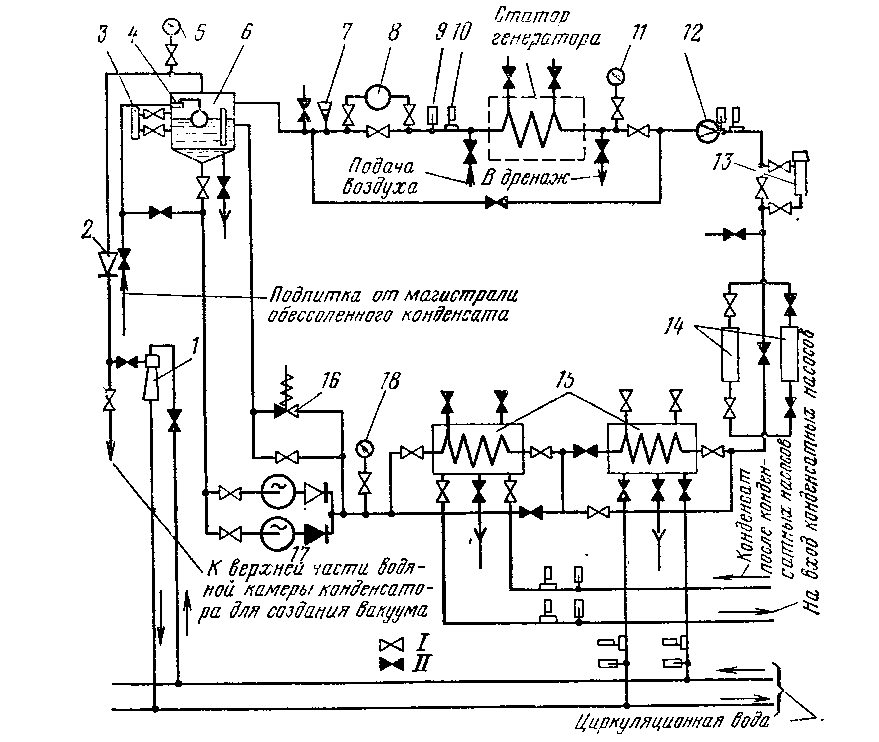 3
4
5
6
7
8
9
10
Статор
генератора
11
12
13
Подача
воздуха
В дренаж
2
Подпитка от магистрали
обессоленного конденсата
1
14
16
18
15
17
К верхней части водя-
ной камеры конденсато-
ра для создания вакуума
Конденсат
после конден-
сатных насосов
На вход конденсатных насосов
I
II
Циркуляционная вода